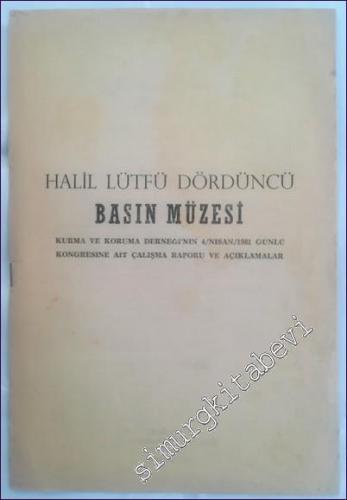 HALİL LÜTFÜ DÖRDÜNCÜ
BASIN MÜZESİ
KURMA VE KORUMA DERNEĞİ'NİN 4/NİSAN/1981 GÜNLÜ
KONGRESİNE AİT ÇALIŞMA RAPORU VE AÇIKLAMALAR
simurgkitabevi